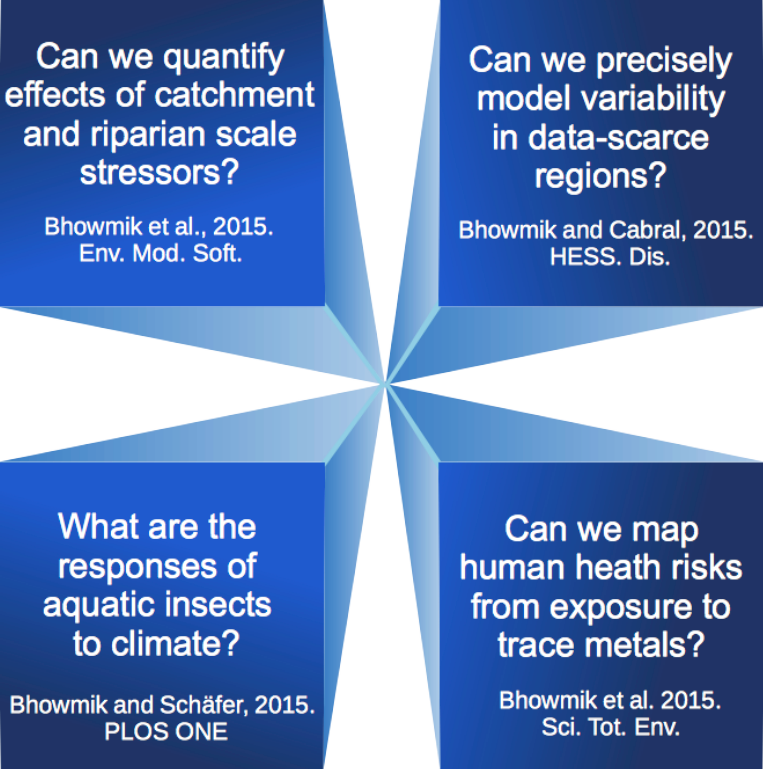 Can we quantify
effects of catchment
and riparian scale
stressors?
Bhowmik et al., 2015.
Env. Mod. Soft.
Can we precisely
model variability
in data-scarce
regions?
Bhowmik and Cabral, 2015.
HESS. Dis.
What are the
responses of
aquatic insects
to climate?
Bhowmik and Schäfer, 2015.
PLOS ONE
Can we map
human heath risks
from exposure to
trace metals?
Bhowmik et al. 2015.
Sci. Tot. Env.